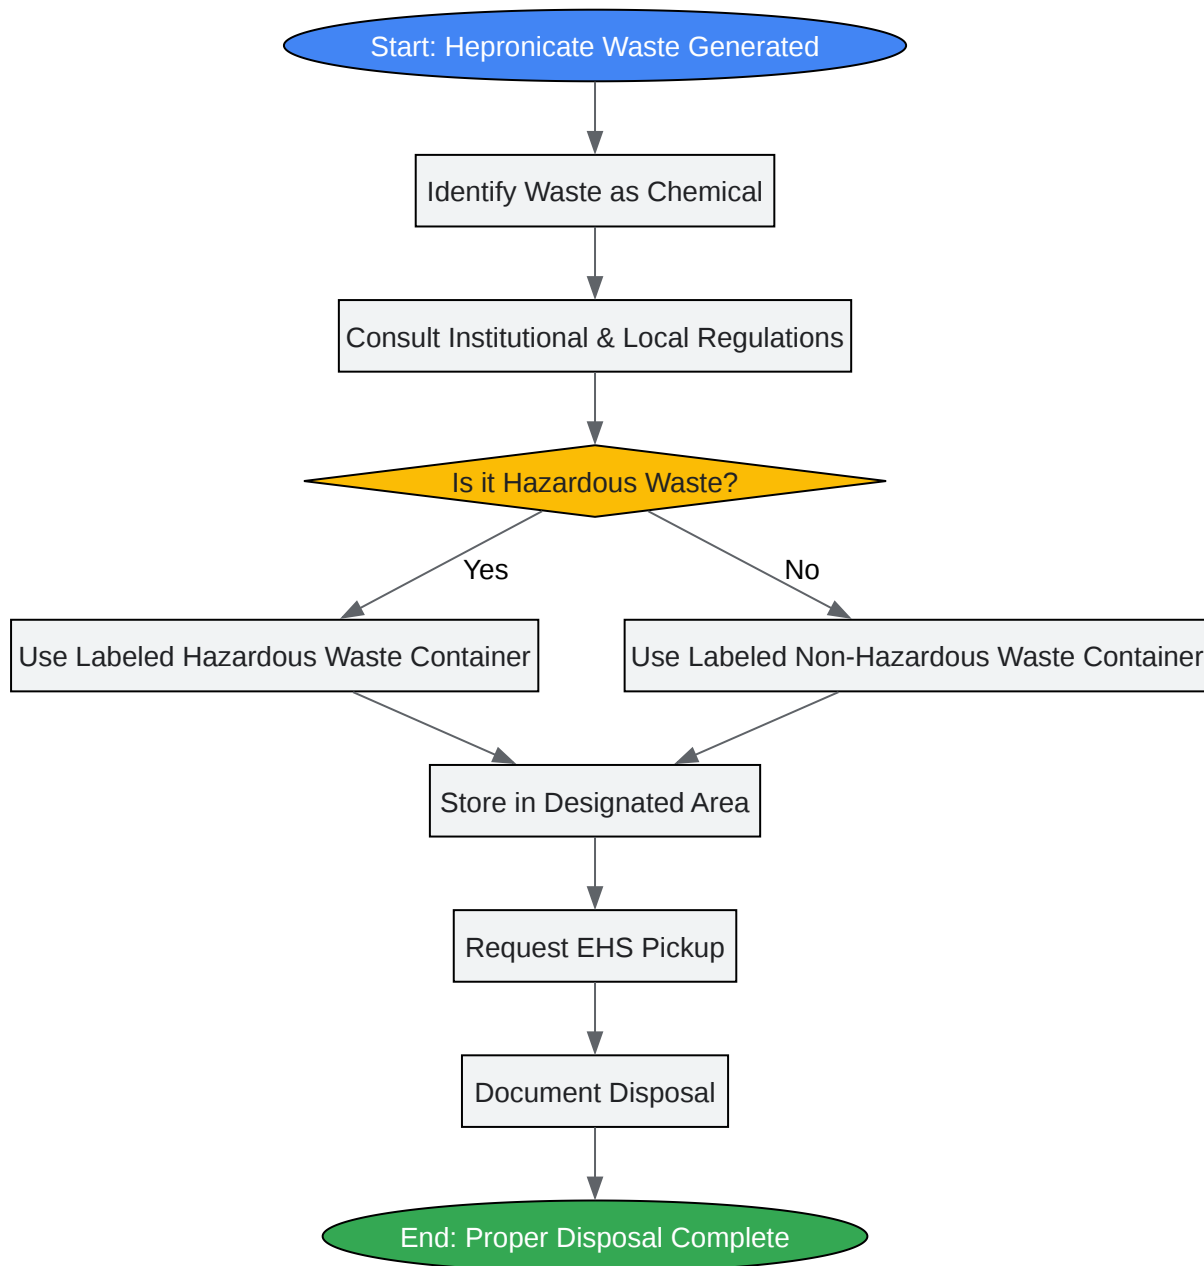 Start: Hepronicate Waste Generated
Identify Waste as Chemical
Consult Institutional & Local Regulations
Is it Hazardous Waste?
Yes
No
Use Labeled Hazardous Waste Container
Use Labeled Non-Hazardous Waste Container
Store in Designated Area
Request EHS Pickup
Document Disposal
End: Proper Disposal Complete